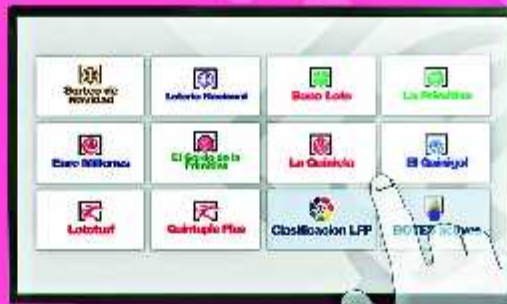 Sorteo de
Navidad
Loteria Nacional
Bono Loto
La Primitiva
Euro Millones
El Gordo de la
Primitiva
La Quiniela
El Quinigol
Lototurf
Quintuple Plus
Clasificacion LFP
BOTES